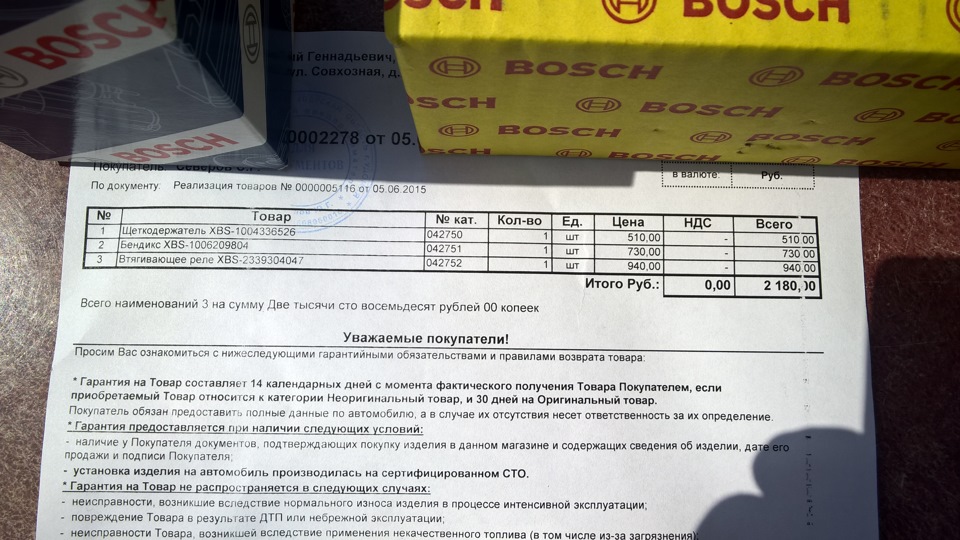 BOSCH
BOSCH
BOSCH
BOSCH
BOSCH
BOSCH
BOSCH
BOSCH
BOSCH
Геннадьевич,
ул. Совхозная, д.
0002278 от 05.
Покупатель:
в валюте: Руб.
По документу: Реализация товаров № 0000005116 от 05.06.2015
№ Товар № кат. Кол-во Ед. Цена НДС Всего
1 Щеткодержатель XBS-1004336526 042750 1 шт 510,00 - 510,00
2 Бендикс XBS-1006209804 042751 1 шт 730,00 - 730,00
3 Втягивающее реле XBS-2339304047 042752 1 шт 940,00 - 940,00
Итого Руб.: 0,00 2 180,00
Всего наименований 3 на сумму Две тысячи сто восемьдесят рублей 00 копеек
Уважаемые покупатели!
Просим Вас ознакомиться с нижеследующими гарантийными обязательствами и правилами возврата товара:
* Гарантия на Товар составляет 14 календарных дней с момента фактического получения Товара Покупателем, если
приобретаемый Товар относится к категории Неоригинальный товар, и 30 дней на Оригинальный товар.
Покупатель обязан предоставить полные данные по автомобилю, а в случае их отсутствия несет ответственность за их определение.
* Гарантия предоставляется при наличии следующих условий:
- наличие у Покупателя документов, подтверждающих покупку изделия в данном магазине и содержащих сведения об изделии, дате его
продажи и подписи Покупателя;
- установка изделия на автомобиль производилась на сертифицированном СТО.
* Гарантия на Товар не распространяется в следующих случаях:
- неисправности, возникшие вследствие нормального износа изделия в процессе интенсивной эксплуатации;
- повреждение Товара в результате ДТП или небрежной эксплуатации;
- неисправности Товара, возникшей вследствие применения некачественного топлива (в том числе из-за загрязнения)